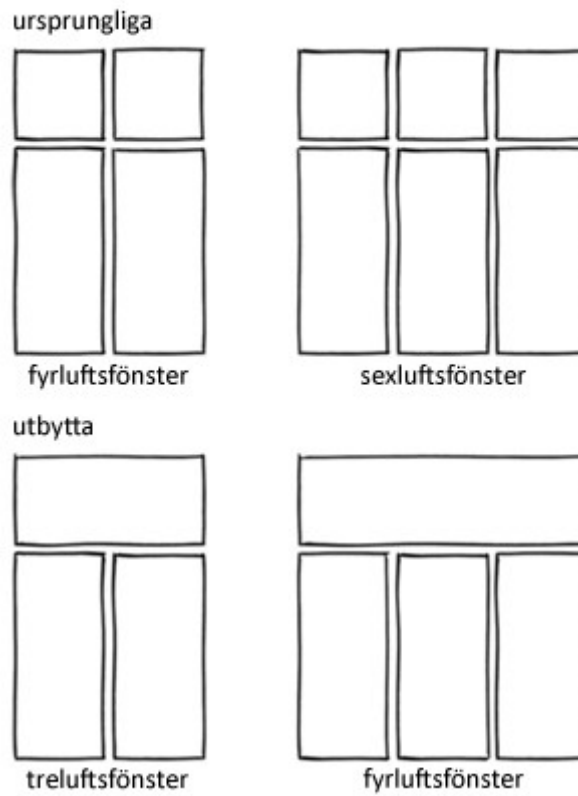 ursprungliga
fyrluftsfönster
sexluftsfönster
utbytta
treluftsfönster
fyrluftsfönster